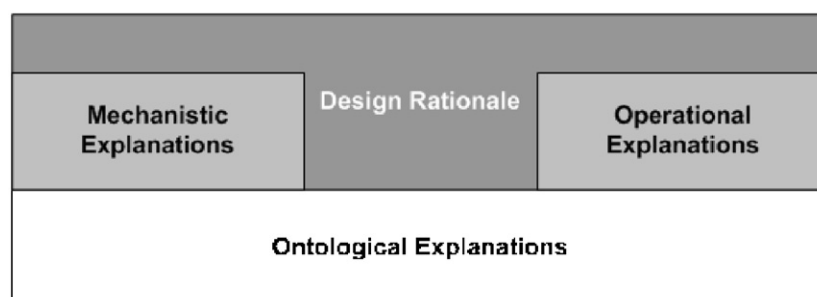 Design Rationale
Mechanistic
Explanations
Operational
Explanations
Ontological Explanations